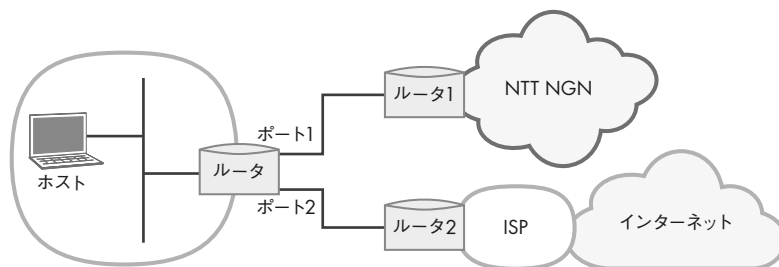 ルータ1
NTT NGN
ポート1
ホスト
ルータ
ポート2
ルータ2
ISP
インターネット